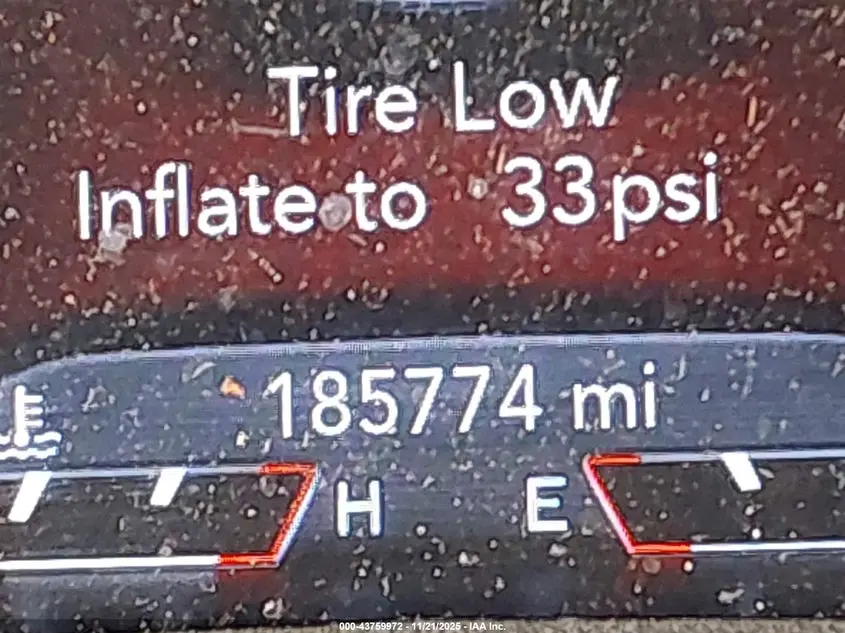 Tire Low
Inflate to 33 psi
185774 mi
H E
000-43759972 - 11/21/2025 - IAA Inc.